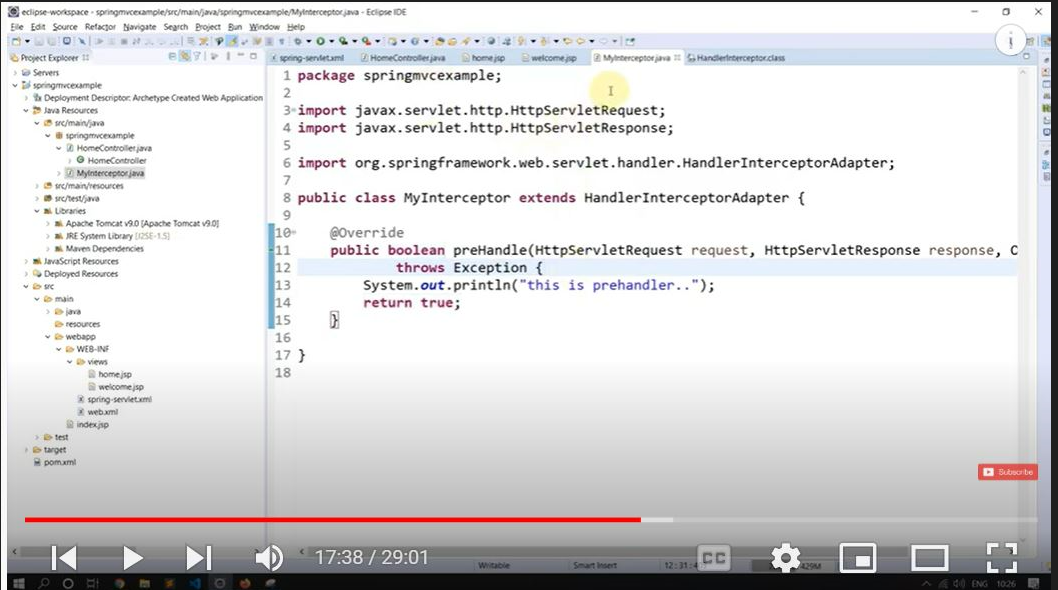 eclipse-workspace - springmvcexample/src/main/java/springmvcexample/MyInterceptor.java - Eclipse IDE
File Edit Source Refactor Navigate Search Project Run Window Help
Project Explorer
spring-servlet.xml
HomeController.java
home.jsp
welcome.jsp
MyInterceptor.java
HandlerInterceptor.class
Servers
springmvcexample
Deployment Descriptor: Archetype Created Web Application
Java Resources
src/main/java
springmvcexample
HomeController.java
HomeController
MyInterceptor.java
src/main/resources
src/test/java
Libraries
Apache Tomcat v9.0 [Apache Tomcat v9.0]
JRE System Library [J2SE-1.5]
Maven Dependencies
JavaScript Resources
Deployed Resources
src
main
java
resources
webapp
WEB-INF
views
home.jsp
welcome.jsp
spring-servlet.xml
web.xml
index.jsp
test
target
pom.xml
1 package springmvcexample;
2
3 import javax.servlet.http.HttpServletRequest;
4 import javax.servlet.http.HttpServletResponse;
5
6 import org.springframework.web.servlet.handler.HandlerInterceptorAdapter;
7
8 public class MyInterceptor extends HandlerInterceptorAdapter {
9
10 @Override
11 public boolean preHandle(HttpServletRequest request, HttpServletResponse response, O
12 throws Exception {
13 System.out.println("this is prehandler..");
14 return true;
15 }
16
17 }
18
Subscribe
17:38 / 29:01
CC
Writable
Smart Insert
ENG
10:26